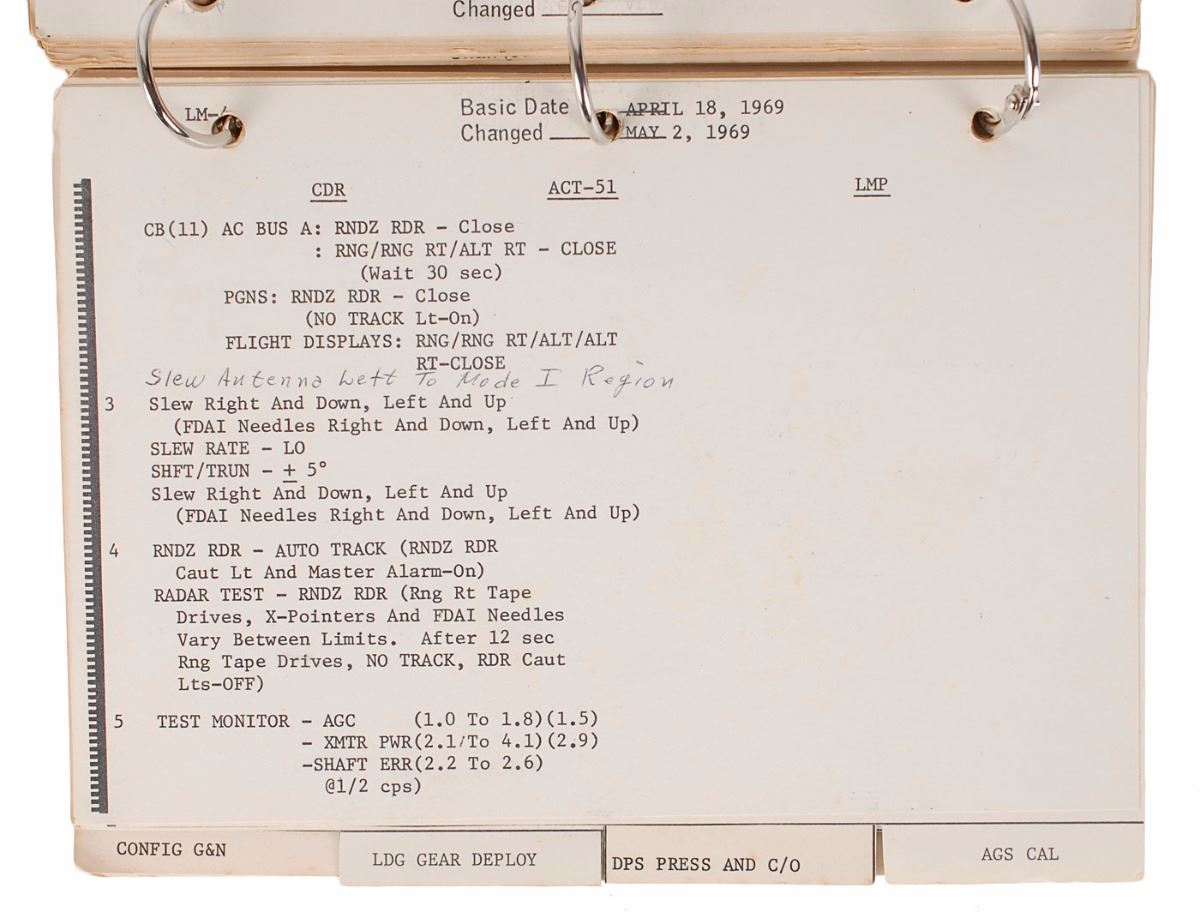 Changed
LM-
Basic Date APRIL 18, 1969
Changed MAY 2, 1969
CDR ACT-51 LMP
CB(11) AC BUS A: RNDZ RDR - Close
: RNG/RNG RT/ALT RT - CLOSE
(Wait 30 sec)
PGNS: RNDZ RDR - Close
(NO TRACK Lt-On)
FLIGHT DISPLAYS: RNG/RNG RT/ALT/ALT
RT-CLOSE
Slew Antenna Left To Mode I Region
3 Slew Right And Down, Left And Up
(FDAI Needles Right And Down, Left And Up)
SLEW RATE - LO
SHFT/TRUN - ± 5°
Slew Right And Down, Left And Up
(FDAI Needles Right And Down, Left And Up)
4 RNDZ RDR - AUTO TRACK (RNDZ RDR
Caut Lt And Master Alarm-On)
RADAR TEST - RNDZ RDR (Rng Rt Tape
Drives, X-Pointers And FDAI Needles
Vary Between Limits. After 12 sec
Rng Tape Drives, NO TRACK, RDR Caut
Lts-OFF)
5 TEST MONITOR - AGC (1.0 To 1.8)(1.5)
- XMTR PWR(2.1/To 4.1)(2.9)
-SHAFT ERR(2.2 To 2.6)
@1/2 cps)
CONFIG G&N LDG GEAR DEPLOY DPS PRESS AND C/O AGS CAL